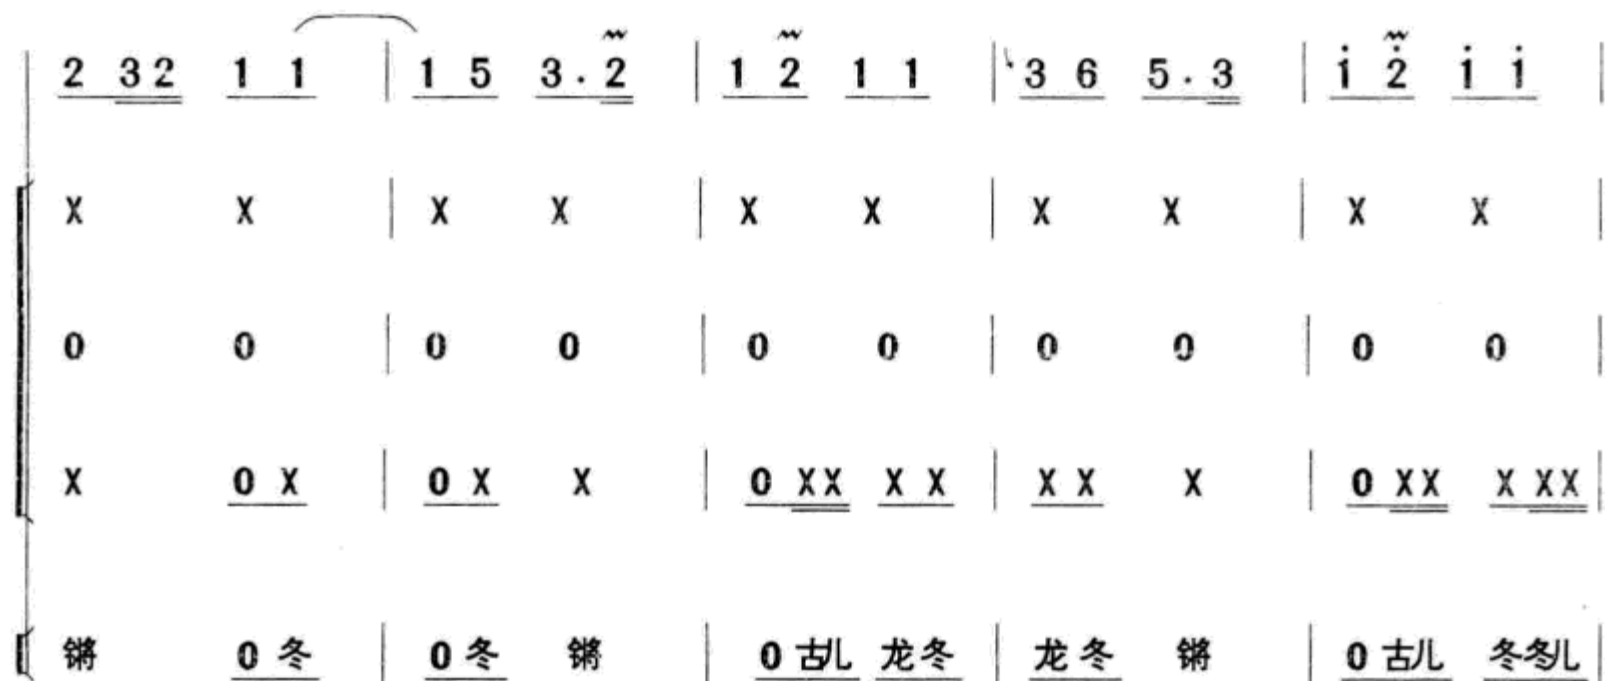 2 32 1 1 | 1 5 3. 2 | 1 2 1 1 | 3 6 5. 3 | i̇ 2̇ i̇ i̇ |
X X | X X | X X | X X | X X |
0 0 | 0 0 | 0 0 | 0 0 | 0 0 |
X 0 X | 0 X X | 0 XX X X | X X X | 0 XX X XX |
锵 0 冬 | 0 冬 锵 | 0 古儿 龙冬 | 龙冬 锵 | 0 古儿 冬冬儿 |